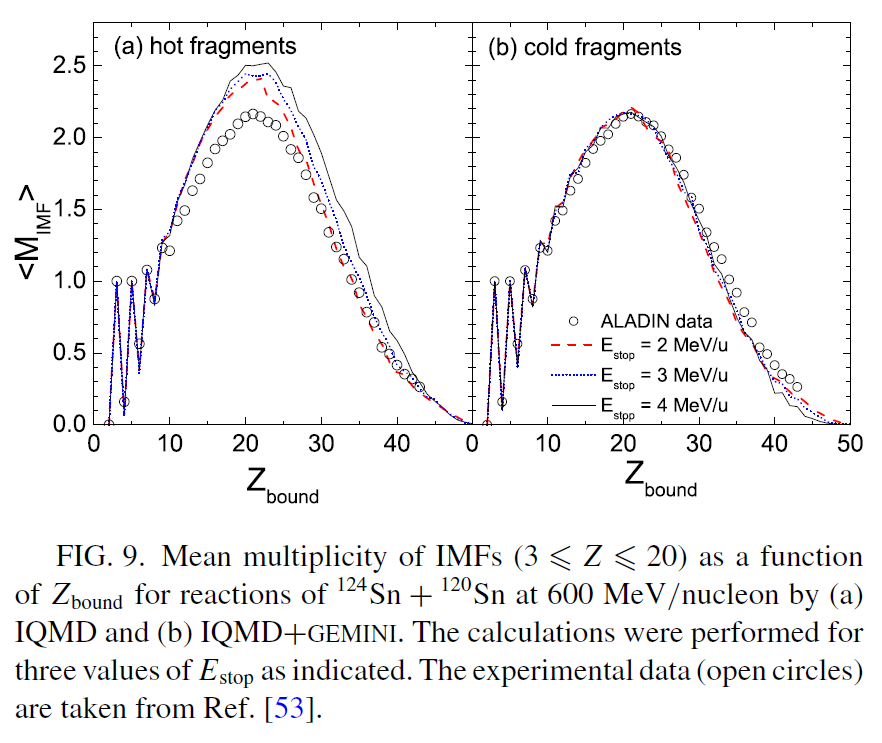 (a) hot fragments
(b) cold fragments
2.5
2.0
1.5
1.0
0.5
0.0
<M_IMF>
ALADIN data
E_stop = 2 MeV/u
E_stop = 3 MeV/u
E_stop = 4 MeV/u
0 10 20 30 40 0 10 20 30 40 50
Z_bound Z_bound
FIG. 9. Mean multiplicity of IMFs (3 ⩽ Z ⩽ 20) as a function
of Z_bound for reactions of ¹²⁴Sn + ¹²⁰Sn at 600 MeV/nucleon by (a)
IQMD and (b) IQMD+GEMINI. The calculations were performed for
three values of E_stop as indicated. The experimental data (open circles)
are taken from Ref. [53].